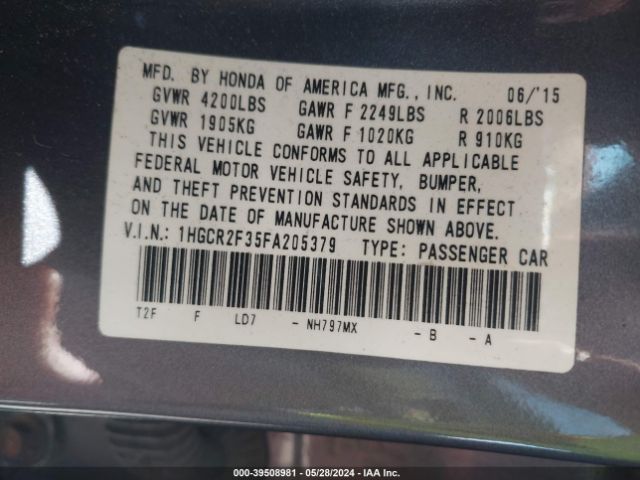 MFD. BY HONDA OF AMERICA MFG., INC. 06/'15
GVWR 4200LBS GAWR F 2249LBS R 2006LBS
GVWR 1905KG GAWR F 1020KG R 910KG
THIS VEHICLE CONFORMS TO ALL APPLICABLE
FEDERAL MOTOR VEHICLE SAFETY, BUMPER,
AND THEFT PREVENTION STANDARDS IN EFFECT
ON THE DATE OF MANUFACTURE SHOWN ABOVE.
V.I.N.: 1HGCR2F35FA205379 TYPE: PASSENGER CAR
T2F F LD7 - NH797MX - B - A
000-39508981 - 05/28/2024 - IAA Inc.